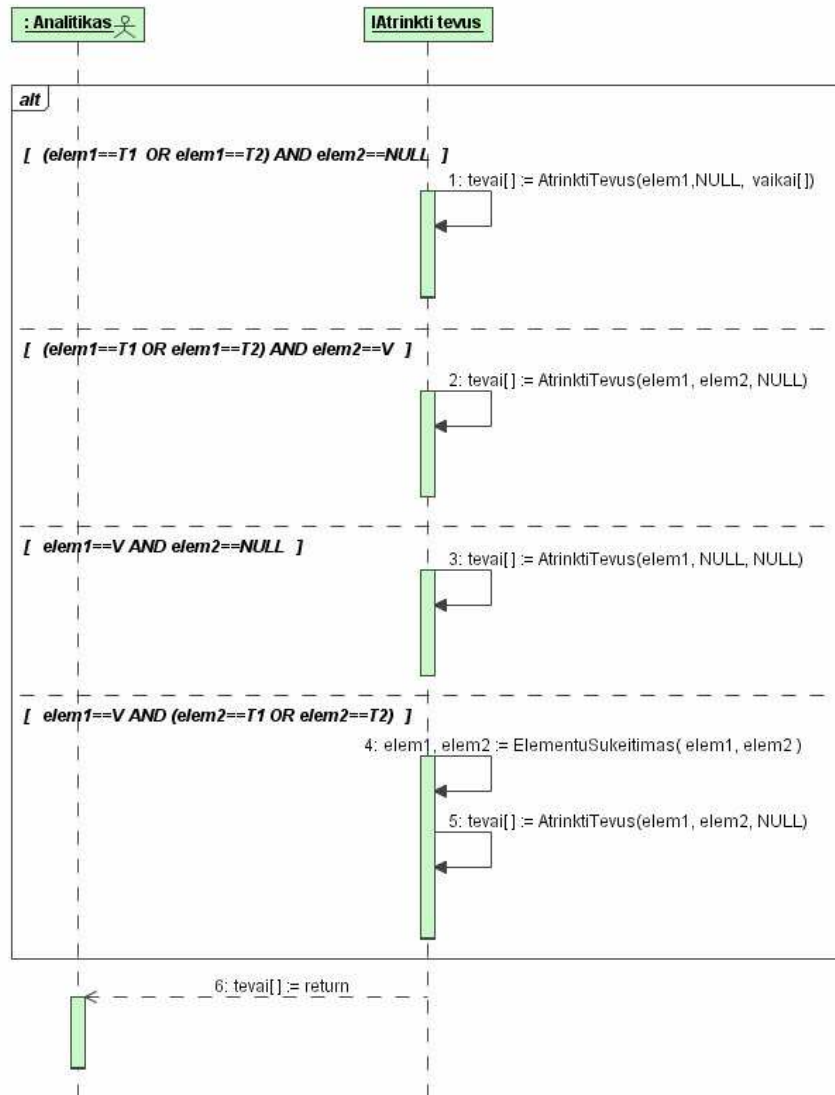 : Analitikas
IAtrinkti tevus
alt
[ (elem1==T1 OR elem1==T2) AND elem2==NULL ]
1: tevai[ ] := AtrinktiTevus(elem1,NULL, vaikai[ ])
[ (elem1==T1 OR elem1==T2) AND elem2==V ]
2: tevai[ ] := AtrinktiTevus(elem1, elem2, NULL)
[ elem1==V AND elem2==NULL ]
3: tevai[ ] := AtrinktiTevus(elem1, NULL, NULL)
[ elem1==V AND (elem2==T1 OR elem2==T2) ]
4: elem1, elem2 := ElementuSukeitimas( elem1, elem2 )
5: tevai[ ] := AtrinktiTevus(elem1, elem2, NULL)
6: tevai[ ] := return